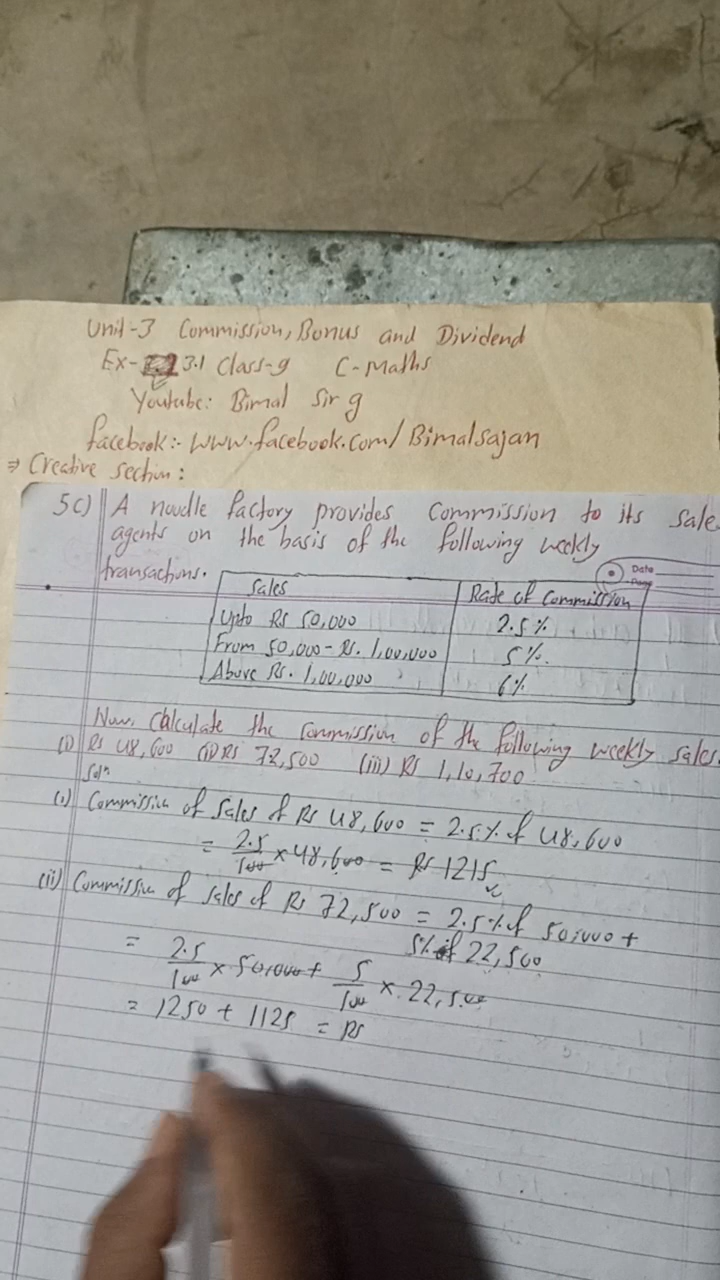 Unit-3 Commission, Bonus and Dividend
Ex- 3.1 Class-9 C-Maths
Youtube: Bimal Sir g
facebook:- www.facebook.com/Bimalsajan
⇒ Creative section:
5c) A noodle factory provides commission to its sale
agents on the basis of the following weekly
transactions.
Date
Sales Rate of Commission
Upto Rs 50,000 2.5%
From 50,000 - Rs. 1,00,000 5%.
Above Rs. 1,00,000 6%
Now, Calculate the commission of the following weekly sales.
(i) Rs 48,600 (ii) Rs 72,500 (iii) Rs 1,10,700
Soln
(i) Commission of sales of Rs 48,600 = 2.5% of 48,600
= 2.5/100 × 48,600 = Rs 1215
(ii) Commission of sales of Rs 72,500 = 2.5% of 50,000 +
5% of 22,500
= 2.5/100 × 50,000 + 5/100 × 22,500
= 1250 + 1125 = Rs